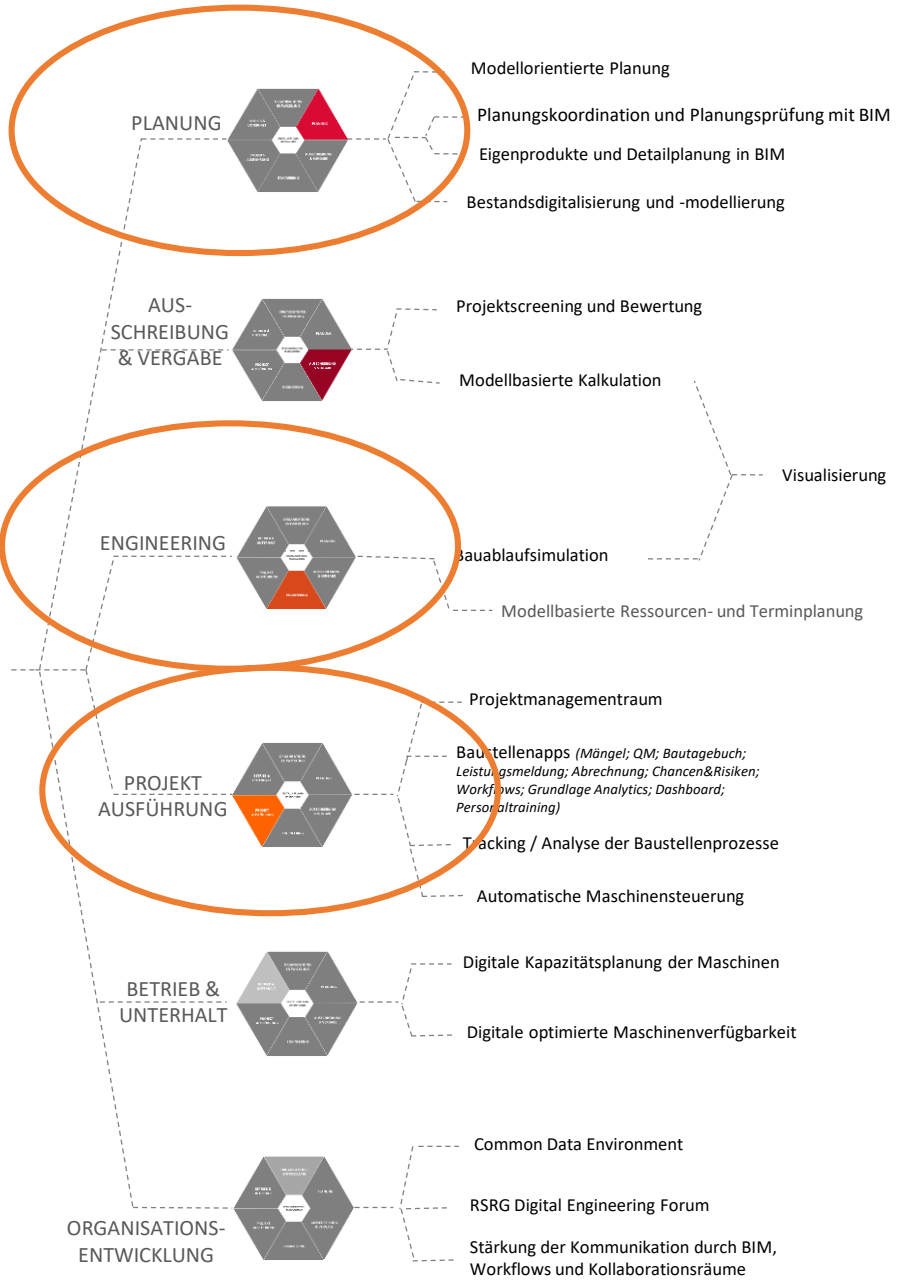 PLANUNG
PLANUNG
Modellorientierte Planung
Planungskoordination und Planungsprüfung mit BIM
Eigenprodukte und Detailplanung in BIM
Bestandsdigitalisierung und -modellierung
AUS-
SCHREIBUNG
& VERGABE
Projektscreening und Bewertung
Modellbasierte Kalkulation
Visualisierung
ENGINEERING
Bauablaufsimulation
Modellbasierte Ressourcen- und Terminplanung
PROJEKT
AUSFÜHRUNG
Projektmanagementraum
Baustellenapps (Mängel; QM; Bautagebuch;
Leistungsmeldung; Abrechnung; Chancen&Risiken;
Workflows; Grundlage Analytics; Dashboard;
Personaltraining)
Tracking / Analyse der Baustellenprozesse
Automatische Maschinensteuerung
BETRIEB &
UNTERHALT
Digitale Kapazitätsplanung der Maschinen
Digitale optimierte Maschinenverfügbarkeit
ORGANISATIONS-
ENTWICKLUNG
Common Data Environment
RSRG Digital Engineering Forum
Stärkung der Kommunikation durch BIM,
Workflows und Kollaborationsräume